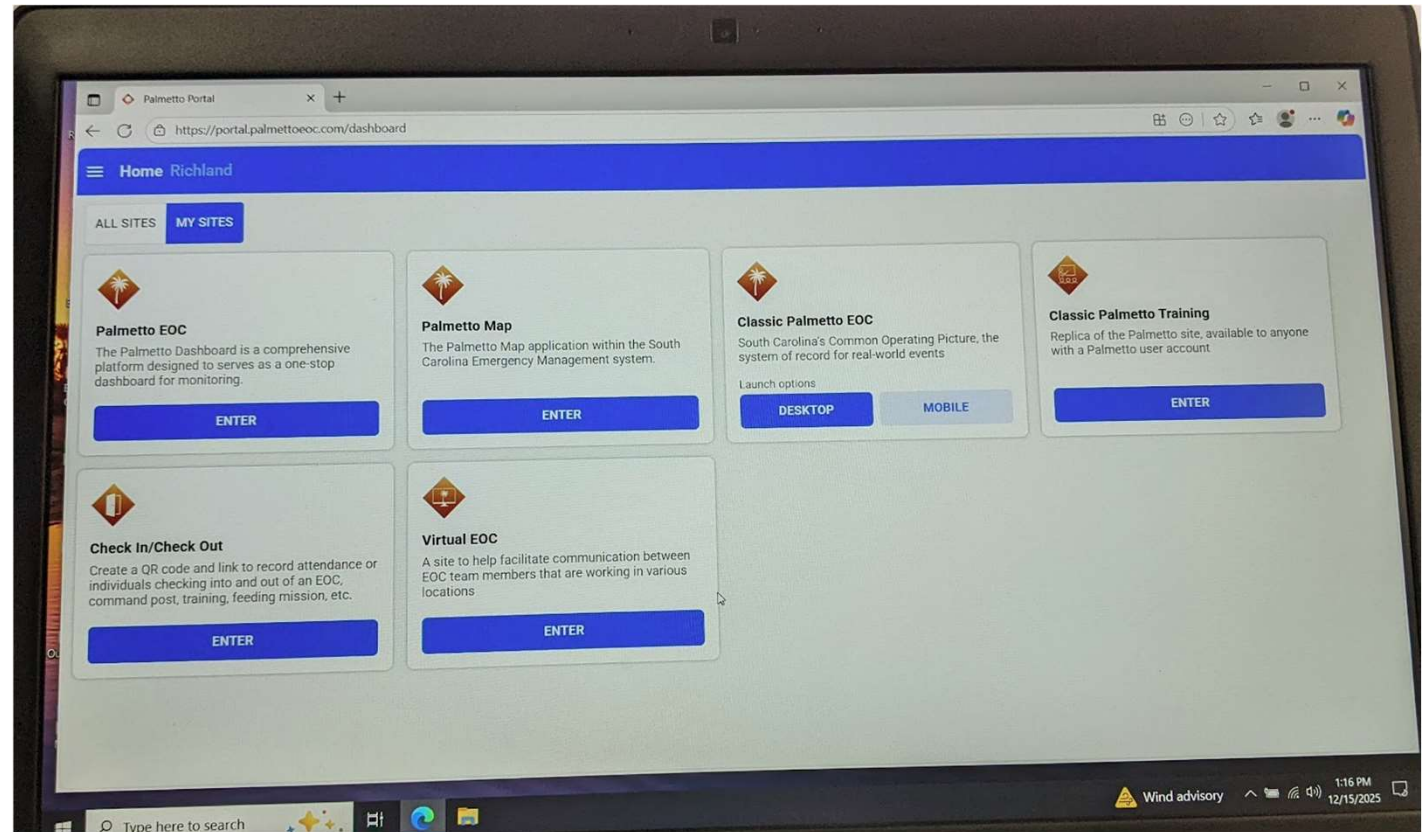 Palmetto Portal
https://portal.palmettoeoc.com/dashboard
Home Richland
ALL SITES MY SITES
Palmetto EOC
The Palmetto Dashboard is a comprehensive
platform designed to serves as a one-stop
dashboard for monitoring.
ENTER
Palmetto Map
The Palmetto Map application within the South
Carolina Emergency Management system.
ENTER
Classic Palmetto EOC
South Carolina's Common Operating Picture, the
system of record for real-world events
Launch options
DESKTOP MOBILE
Classic Palmetto Training
Replica of the Palmetto site, available to anyone
with a Palmetto user account
ENTER
Check In/Check Out
Create a QR code and link to record attendance or
individuals checking into and out of an EOC,
command post, training, feeding mission, etc.
ENTER
Virtual EOC
A site to help facilitate communication between
EOC team members that are working in various
locations
ENTER
Type here to search
Wind advisory
1:16 PM
12/15/2025